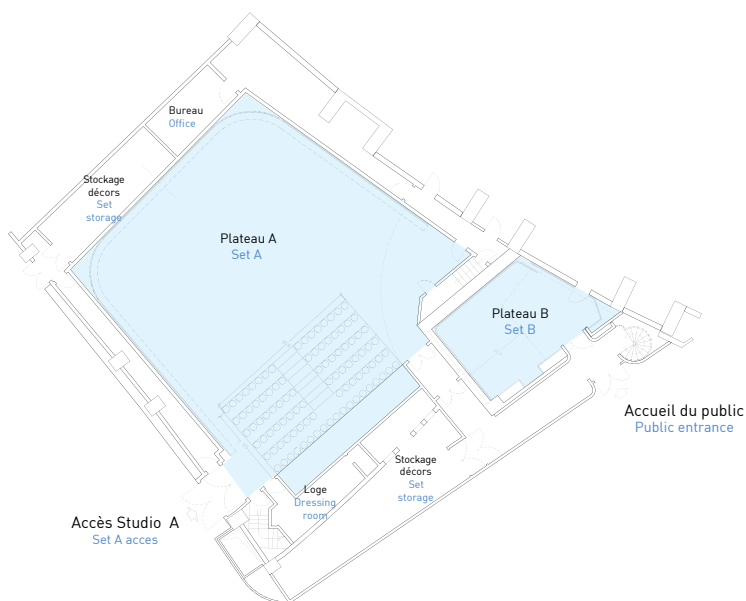 Bureau
Office
Stockage
décors
Set
storage
Plateau A
Set A
Plateau B
Set B
Accueil du public
Public entrance
Stockage
décors
Set
storage
Loge
Dressing
room
Accès Studio A
Set A acces